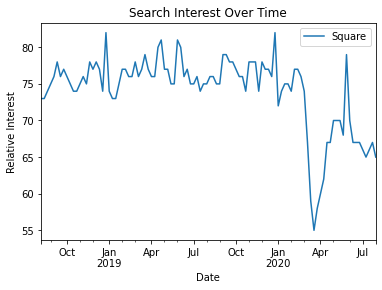 Search Interest Over Time
Square
Relative Interest
80
75
70
65
60
55
Oct Jan Apr Jul Oct Jan Apr Jul
2019 2020
Date